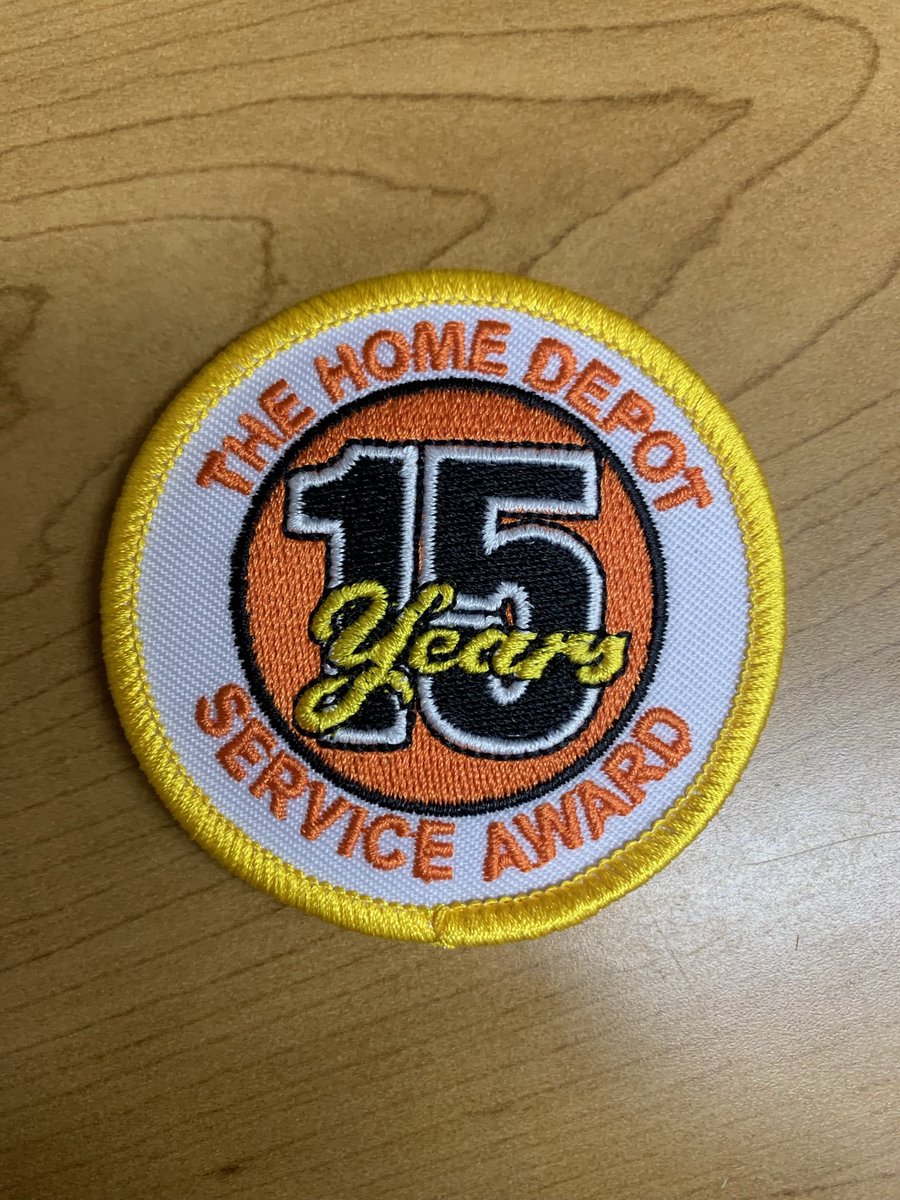 THE HOME DEPOT
15
Years
SERVICE AWARD